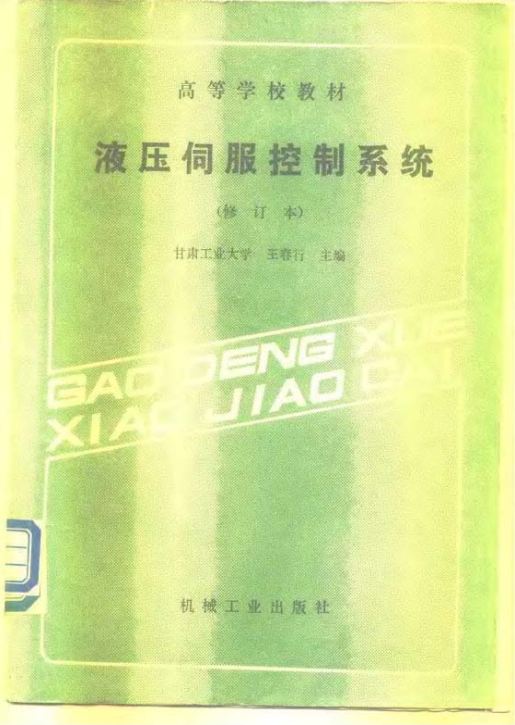 高等学校教材
液压伺服控制系统
(修订本)
甘肃工业大学 王春行 主编
GAO DENG XUE
XIAO JIAO CAI
机械工业出版社